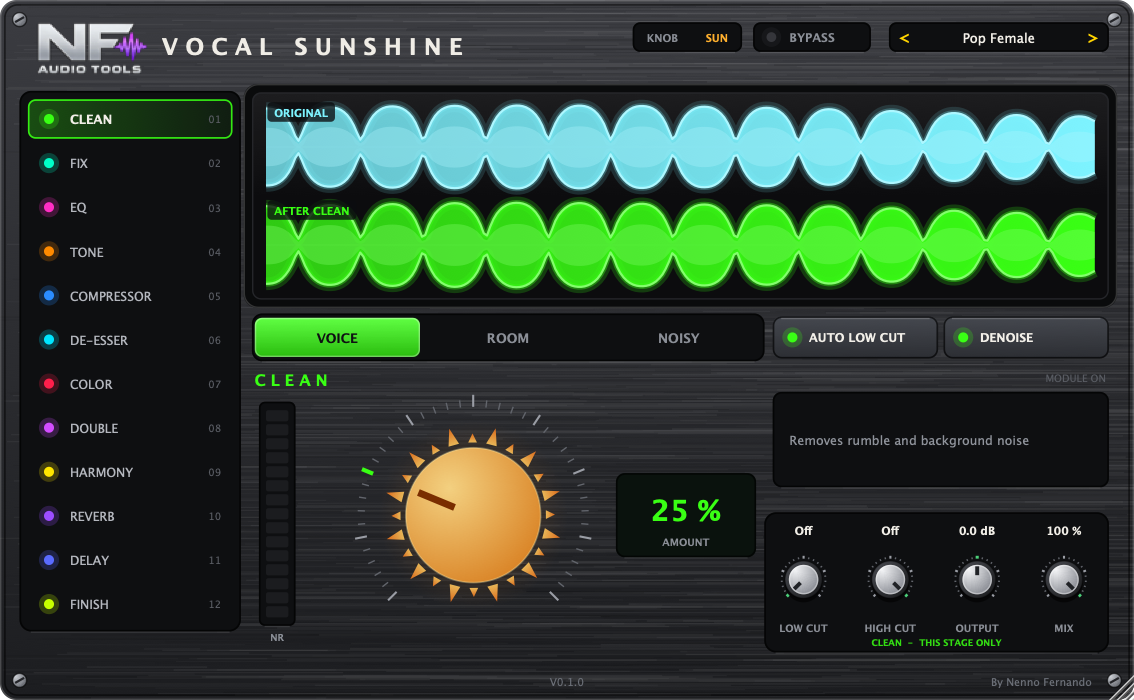 NF
AUDIO TOOLS
VOCAL SUNSHINE
KNOB SUN
BYPASS
< Pop Female >
CLEAN 01
FIX 02
EQ 03
TONE 04
COMPRESSOR 05
DE-ESSER 06
COLOR 07
DOUBLE 08
HARMONY 09
REVERB 10
DELAY 11
FINISH 12
ORIGINAL
AFTER CLEAN
VOICE ROOM NOISY
AUTO LOW CUT
DENOISE
CLEAN
MODULE ON
NR
25 %
AMOUNT
Removes rumble and background noise
Off Off 0.0 dB 100 %
LOW CUT HIGH CUT OUTPUT MIX
CLEAN – THIS STAGE ONLY
V0.1.0
By Nenno Fernando